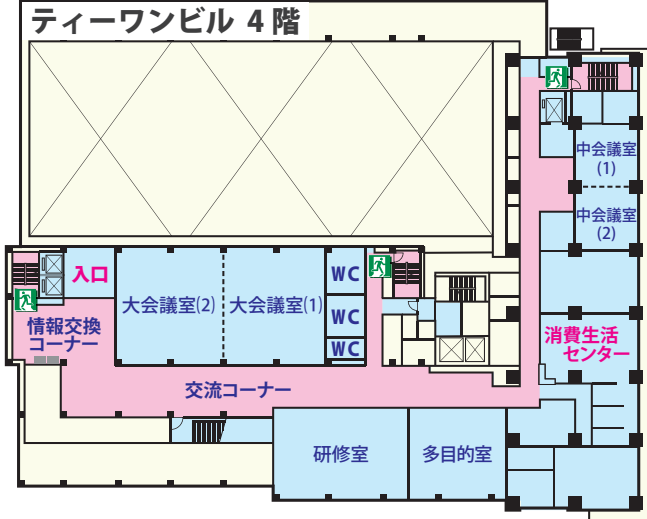 ティーワンビル 4 階
中会議室
(1)
中会議室
(2)
入口
大会議室(2)
大会議室(1)
WC
WC
WC
情報交換
コーナー
消費生活
センター
交流コーナー
研修室
多目的室